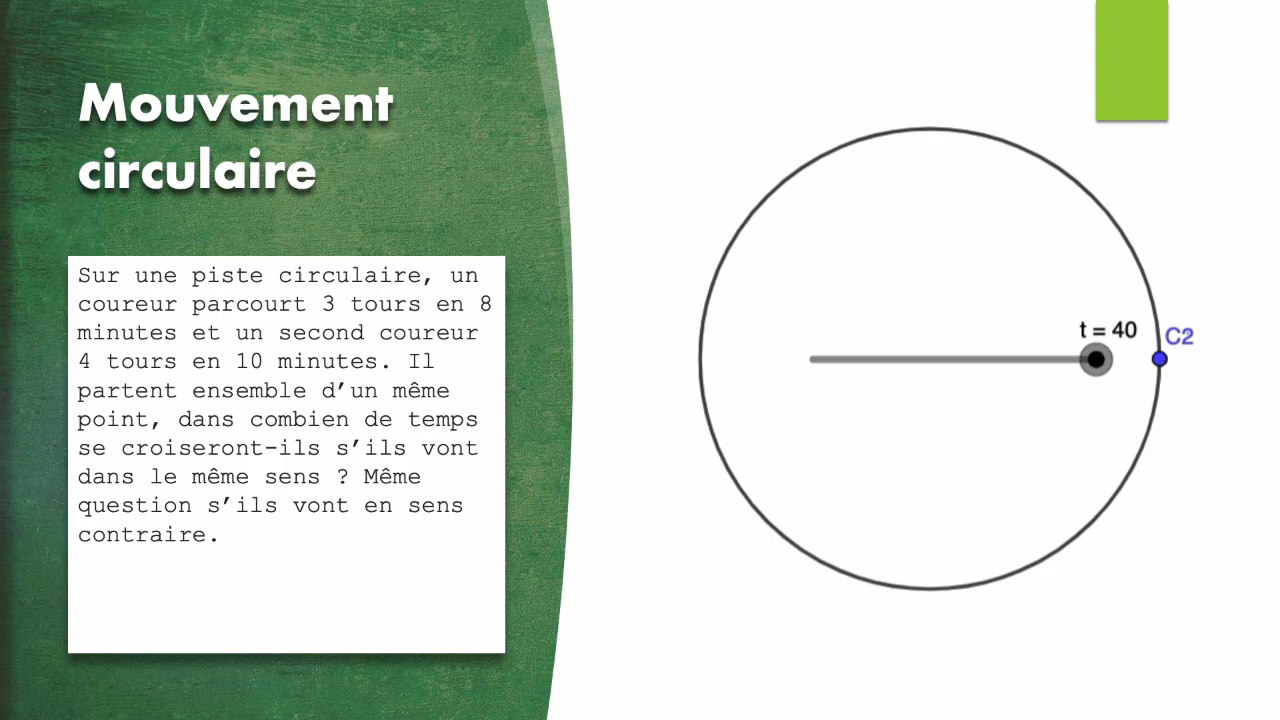 Mouvement
circulaire
Sur une piste circulaire, un
coureur parcourt 3 tours en 8
minutes et un second coureur
4 tours en 10 minutes. Il
partent ensemble d’un même
point, dans combien de temps
se croiseront-ils s’ils vont
dans le même sens ? Même
question s’ils vont en sens
contraire.
t = 40
C2